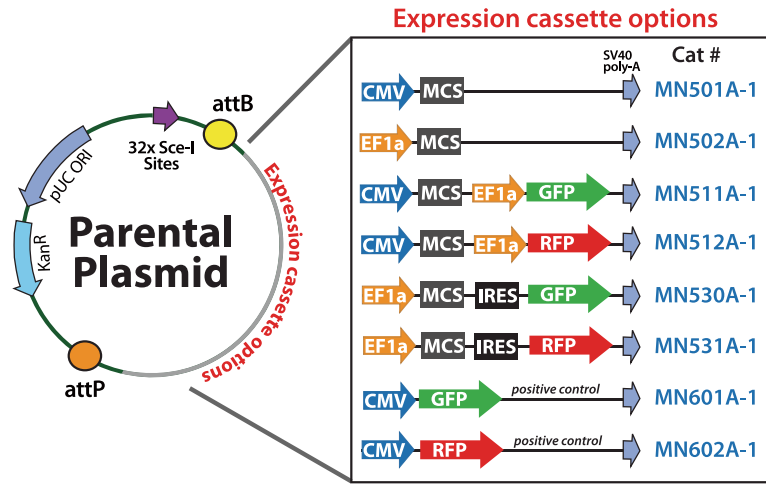 Expression cassette options
SV40
poly-A
Cat #
CMV MCS MN501A-1
EF1a MCS MN502A-1
CMV MCS EF1a GFP MN511A-1
CMV MCS EF1a RFP MN512A-1
EF1a MCS IRES GFP MN530A-1
EF1a MCS IRES RFP MN531A-1
CMV GFP positive control MN601A-1
CMV RFP positive control MN602A-1
attB
32x Sce-I
Sites
pUC ORI
KanR
Parental
Plasmid
Expression cassette options
attP